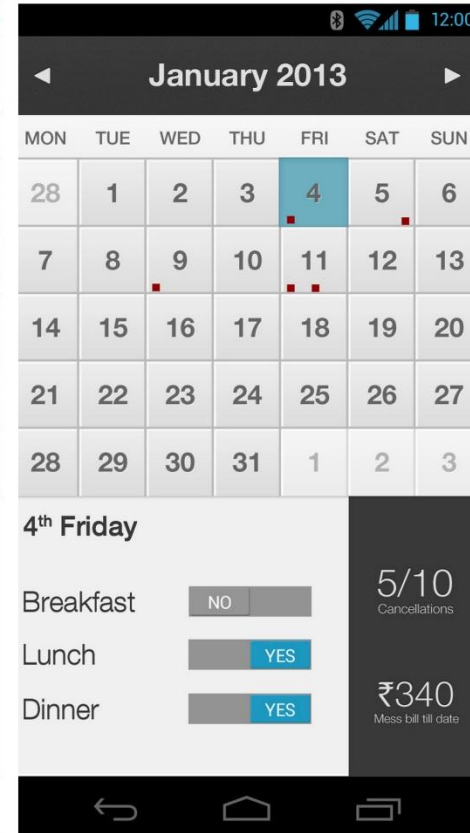 12:00
January 2013
MON TUE WED THU FRI SAT SUN
28 1 2 3 4 5 6
7 8 9 10 11 12 13
14 15 16 17 18 19 20
21 22 23 24 25 26 27
28 29 30 31 1 2 3
4th Friday
Breakfast NO
Lunch YES
Dinner YES
5/10
Cancellations
₹340
Mess bill till date